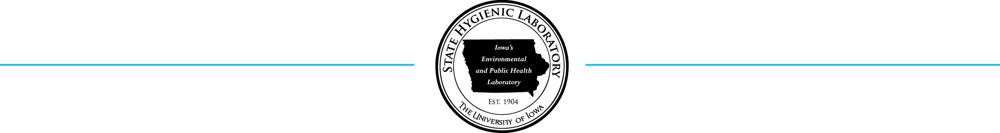 STATE HYGIENIC LABORATORY
Iowa's
Environmental
and Public Health
Laboratory
EST. 1904
THE UNIVERSITY OF IOWA